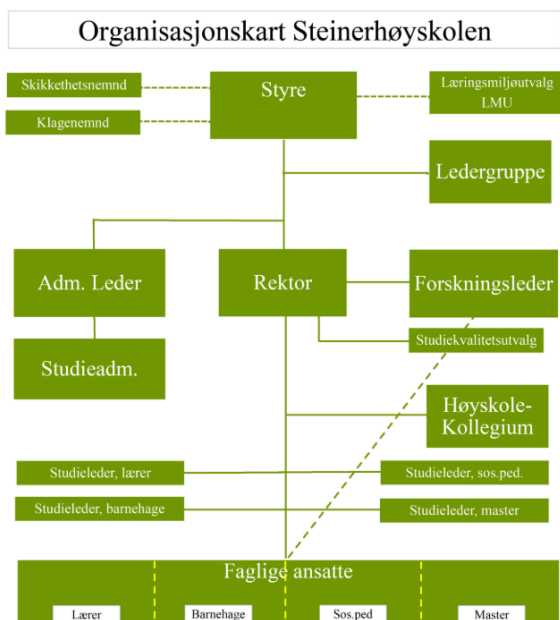 Organisasjonskart Steinerhøyskolen
Skikkethetsnemnd
Styre
Læringsmiljøutvalg
LMU
Klagenemnd
Ledergruppe
Adm. Leder
Rektor
Forskningsleder
Studieadm.
Studiekvalitetsutvalg
Høyskole-
Kollegium
Studieleder, lærer
Studieleder, sos.ped.
Studieleder, barnehage
Studieleder, master
Faglige ansatte
Lærer
Barnehage
Sos.ped
Master